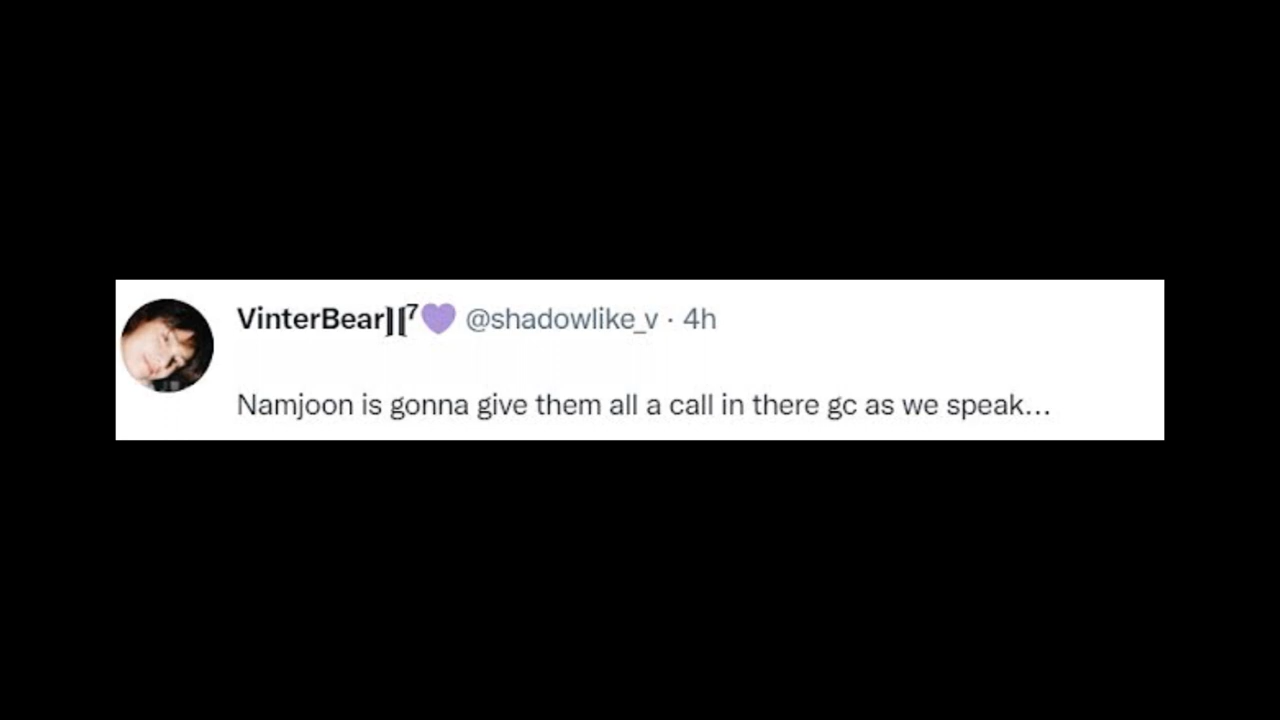 VinterBear⟭⟬⁷💜 @shadowlike_v · 4h
Namjoon is gonna give them all a call in there gc as we speak...